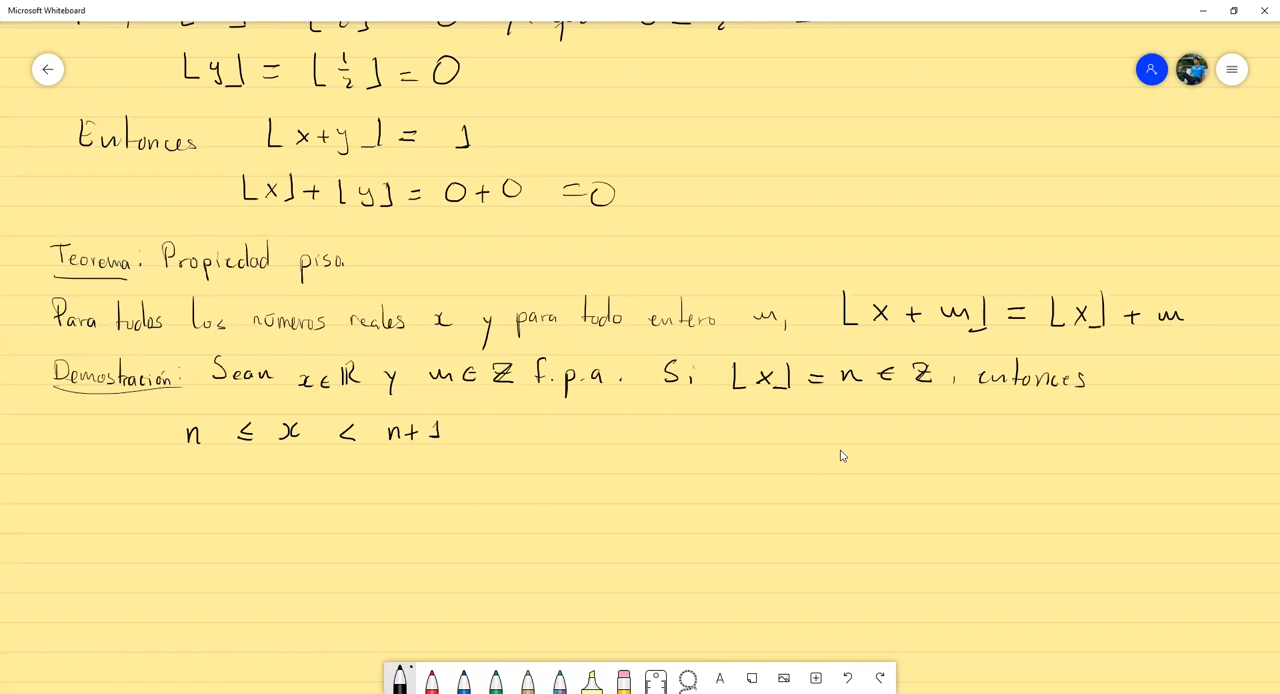 Microsoft Whiteboard
⌊y⌋ = ⌊1/2⌋ = 0
Entonces ⌊x+y⌋ = 1
⌊x⌋ + ⌊y⌋ = 0 + 0 = 0
Teorema: Propiedad piso.
Para todos los números reales x y para todo entero m, ⌊x + m⌋ = ⌊x⌋ + m
Demostración: Sean x ∈ ℝ y m ∈ ℤ f.p.a. Si ⌊x⌋ = n ∈ ℤ, entonces
n ≤ x < n+1